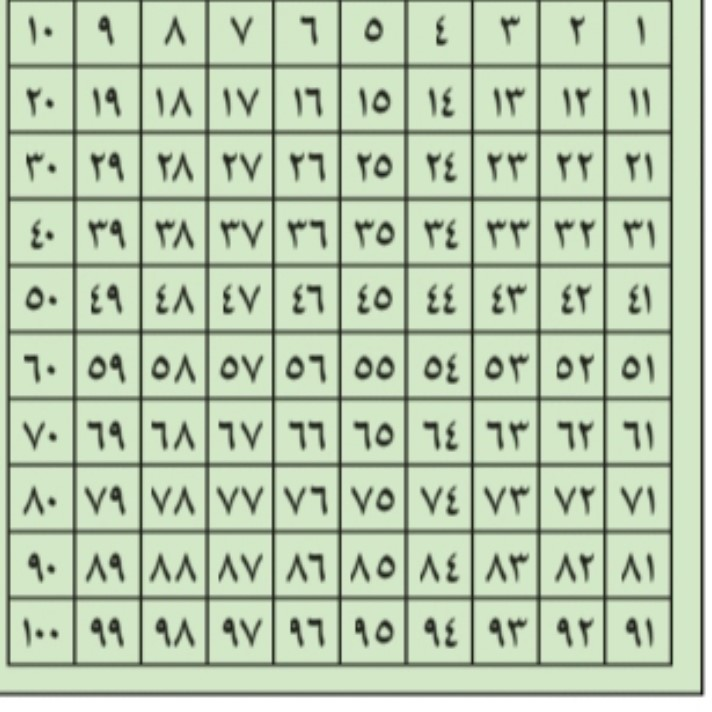 ١ ٢ ٣ ٤ ٥ ٦ ٧ ٨ ٩ ١٠
١١ ١٢ ١٣ ١٤ ١٥ ١٦ ١٧ ١٨ ١٩ ٢٠
٢١ ٢٢ ٢٣ ٢٤ ٢٥ ٢٦ ٢٧ ٢٨ ٢٩ ٣٠
٣١ ٣٢ ٣٣ ٣٤ ٣٥ ٣٦ ٣٧ ٣٨ ٣٩ ٤٠
٤١ ٤٢ ٤٣ ٤٤ ٤٥ ٤٦ ٤٧ ٤٨ ٤٩ ٥٠
٥١ ٥٢ ٥٣ ٥٤ ٥٥ ٥٦ ٥٧ ٥٨ ٥٩ ٦٠
٦١ ٦٢ ٦٣ ٦٤ ٦٥ ٦٦ ٦٧ ٦٨ ٦٩ ٧٠
٧١ ٧٢ ٧٣ ٧٤ ٧٥ ٧٦ ٧٧ ٧٨ ٧٩ ٨٠
٨١ ٨٢ ٨٣ ٨٤ ٨٥ ٨٦ ٨٧ ٨٨ ٨٩ ٩٠
٩١ ٩٢ ٩٣ ٩٤ ٩٥ ٩٦ ٩٧ ٩٨ ٩٩ ١٠٠